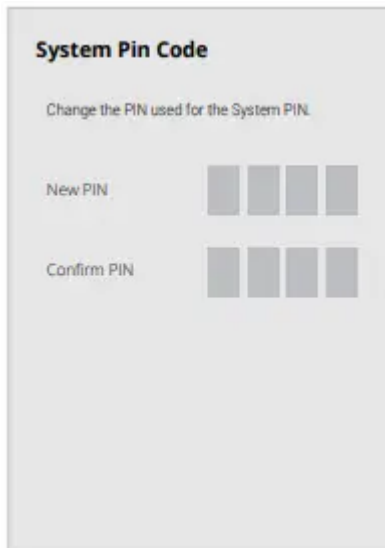 System Pin Code
Change the PIN used for the System PIN.
New PIN
Confirm PIN